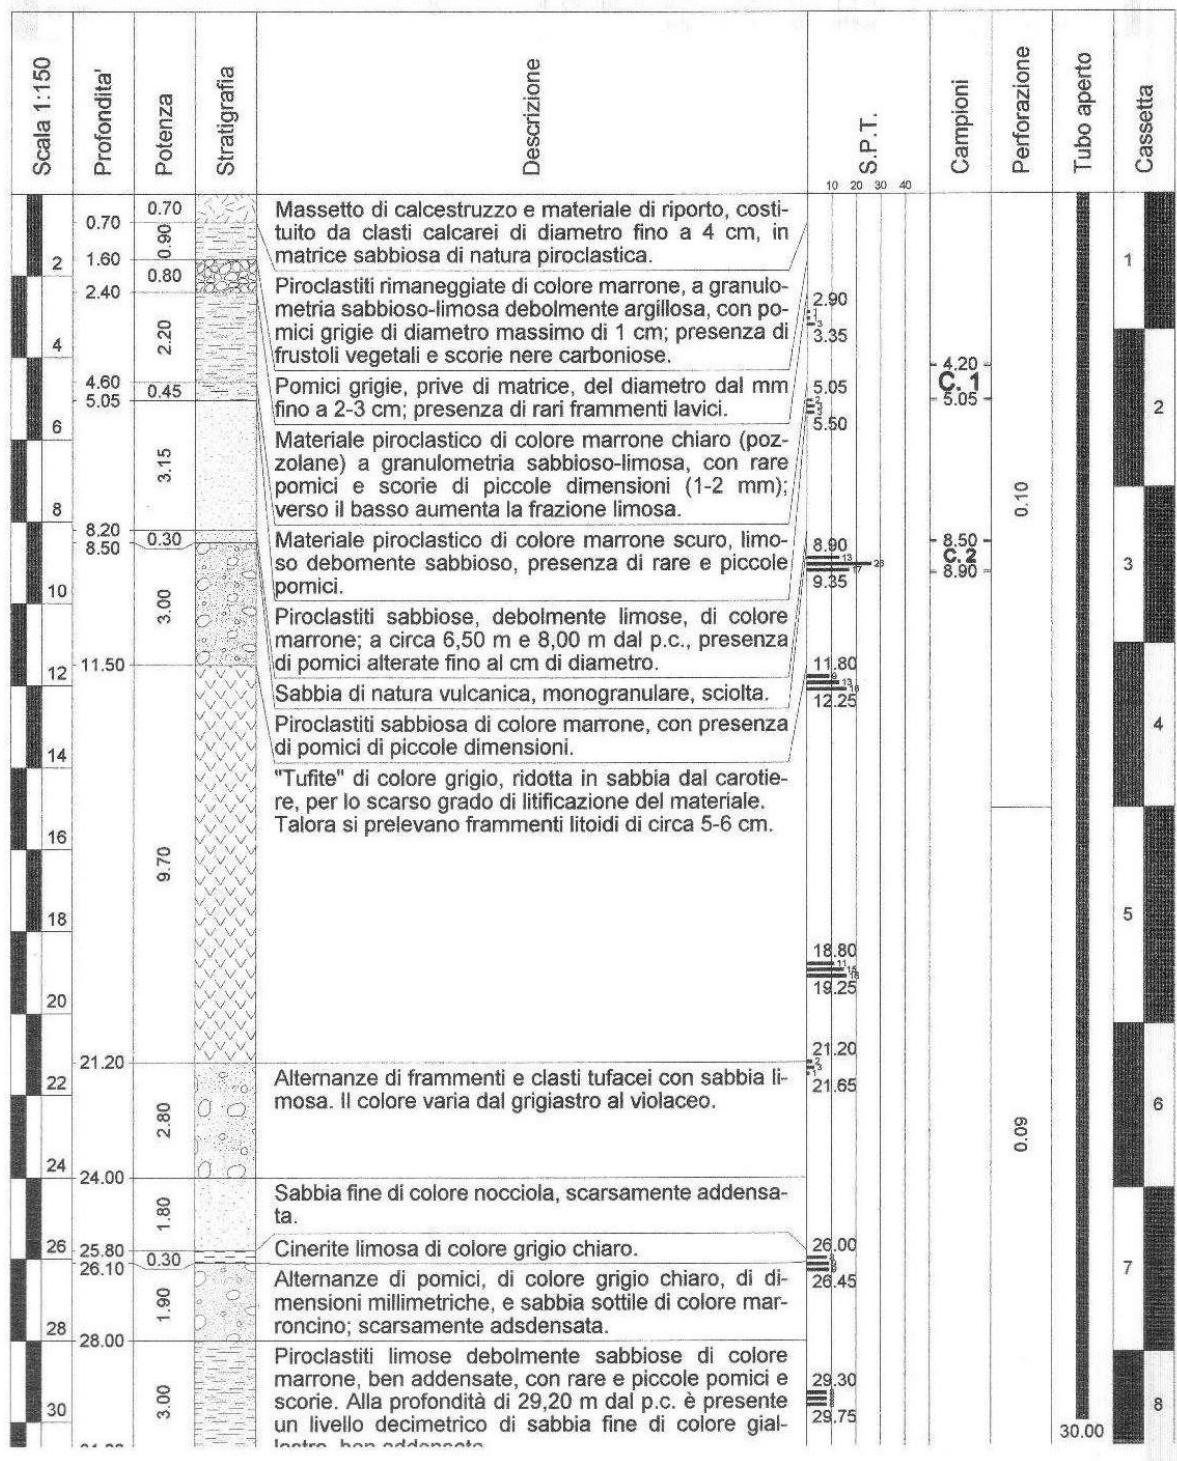 Scala 1:150
Profondita'
Potenza
Stratigrafia
Descrizione
S.P.T.
Campioni
Perforazione
Tubo aperto
Cassetta
10 20 30 40
0.70
0.70
Massetto di calcestruzzo e materiale di riporto, costi-
tuito da clasti calcarei di diametro fino a 4 cm, in
matrice sabbiosa di natura piroclastica.
0.90
1.60
2
1
0.80
2.40
Piroclastiti rimaneggiate di colore marrone, a granulo-
metria sabbioso-limosa debolmente argillosa, con po-
mici grigie di diametro massimo di 1 cm; presenza di
frustoli vegetali e scorie nere carboniose.
2.90
3.35
2.20
4
4.60
0.45
5.05
Pomici grigie, prive di matrice, del diametro dal mm
fino a 2-3 cm; presenza di rari frammenti lavici.
5.05
5.50
4.20
C. 1
5.05
2
6
3.15
Materiale piroclastico di colore marrone chiaro (poz-
zolane) a granulometria sabbioso-limosa, con rare
pomici e scorie di piccole dimensioni (1-2 mm);
verso il basso aumenta la frazione limosa.
0.10
8
8.20
0.30
8.50
Materiale piroclastico di colore marrone scuro, limo-
so debomente sabbioso, presenza di rare e piccole
pomici.
8.90
13
17
9.35
8.50
C.2
8.90
3
10
3.00
Piroclastiti sabbiose, debolmente limose, di colore
marrone; a circa 6,50 m e 8,00 m dal p.c., presenza
di pomici alterate fino al cm di diametro.
11.50
12
Sabbia di natura vulcanica, monogranulare, sciolta.
11.80
9
13
12.25
Piroclastiti sabbiosa di colore marrone, con presenza
di pomici di piccole dimensioni.
4
14
"Tufite" di colore grigio, ridotta in sabbia dal carotie-
re, per lo scarso grado di litificazione del materiale.
Talora si prelevano frammenti litoidi di circa 5-6 cm.
16
9.70
18
5
18.80
11
19.25
20
21.20
21.20
21.65
22
2.80
Alternanze di frammenti e clasti tufacei con sabbia li-
mosa. Il colore varia dal grigiastro al violaceo.
6
0.09
24
24.00
1.80
Sabbia fine di colore nocciola, scarsamente addensa-
ta.
26
25.80
0.30
26.10
Cinerite limosa di colore grigio chiaro.
26.00
26.45
7
1.90
Alternanze di pomici, di colore grigio chiaro, di di-
mensioni millimetriche, e sabbia sottile di colore mar-
roncino; scarsamente adsdensata.
28
28.00
3.00
Piroclastiti limose debolmente sabbiose di colore
marrone, ben addensate, con rare e piccole pomici e
scorie. Alla profondità di 29,20 m dal p.c. è presente
un livello decimetrico di sabbia fine di colore gial-
29.30
29.75
30
8
30.00